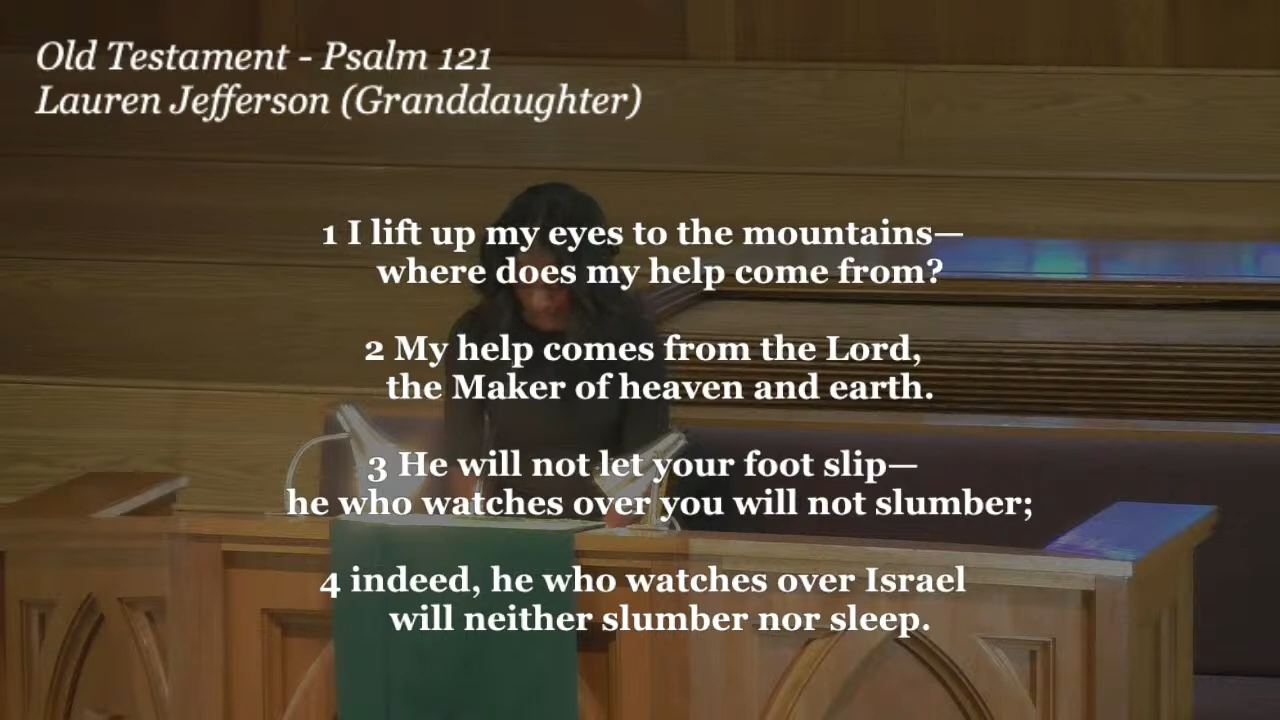 Old Testament - Psalm 121
Lauren Jefferson (Granddaughter)
1 I lift up my eyes to the mountains—
where does my help come from?
2 My help comes from the Lord,
the Maker of heaven and earth.
3 He will not let your foot slip—
he who watches over you will not slumber;
4 indeed, he who watches over Israel
will neither slumber nor sleep.